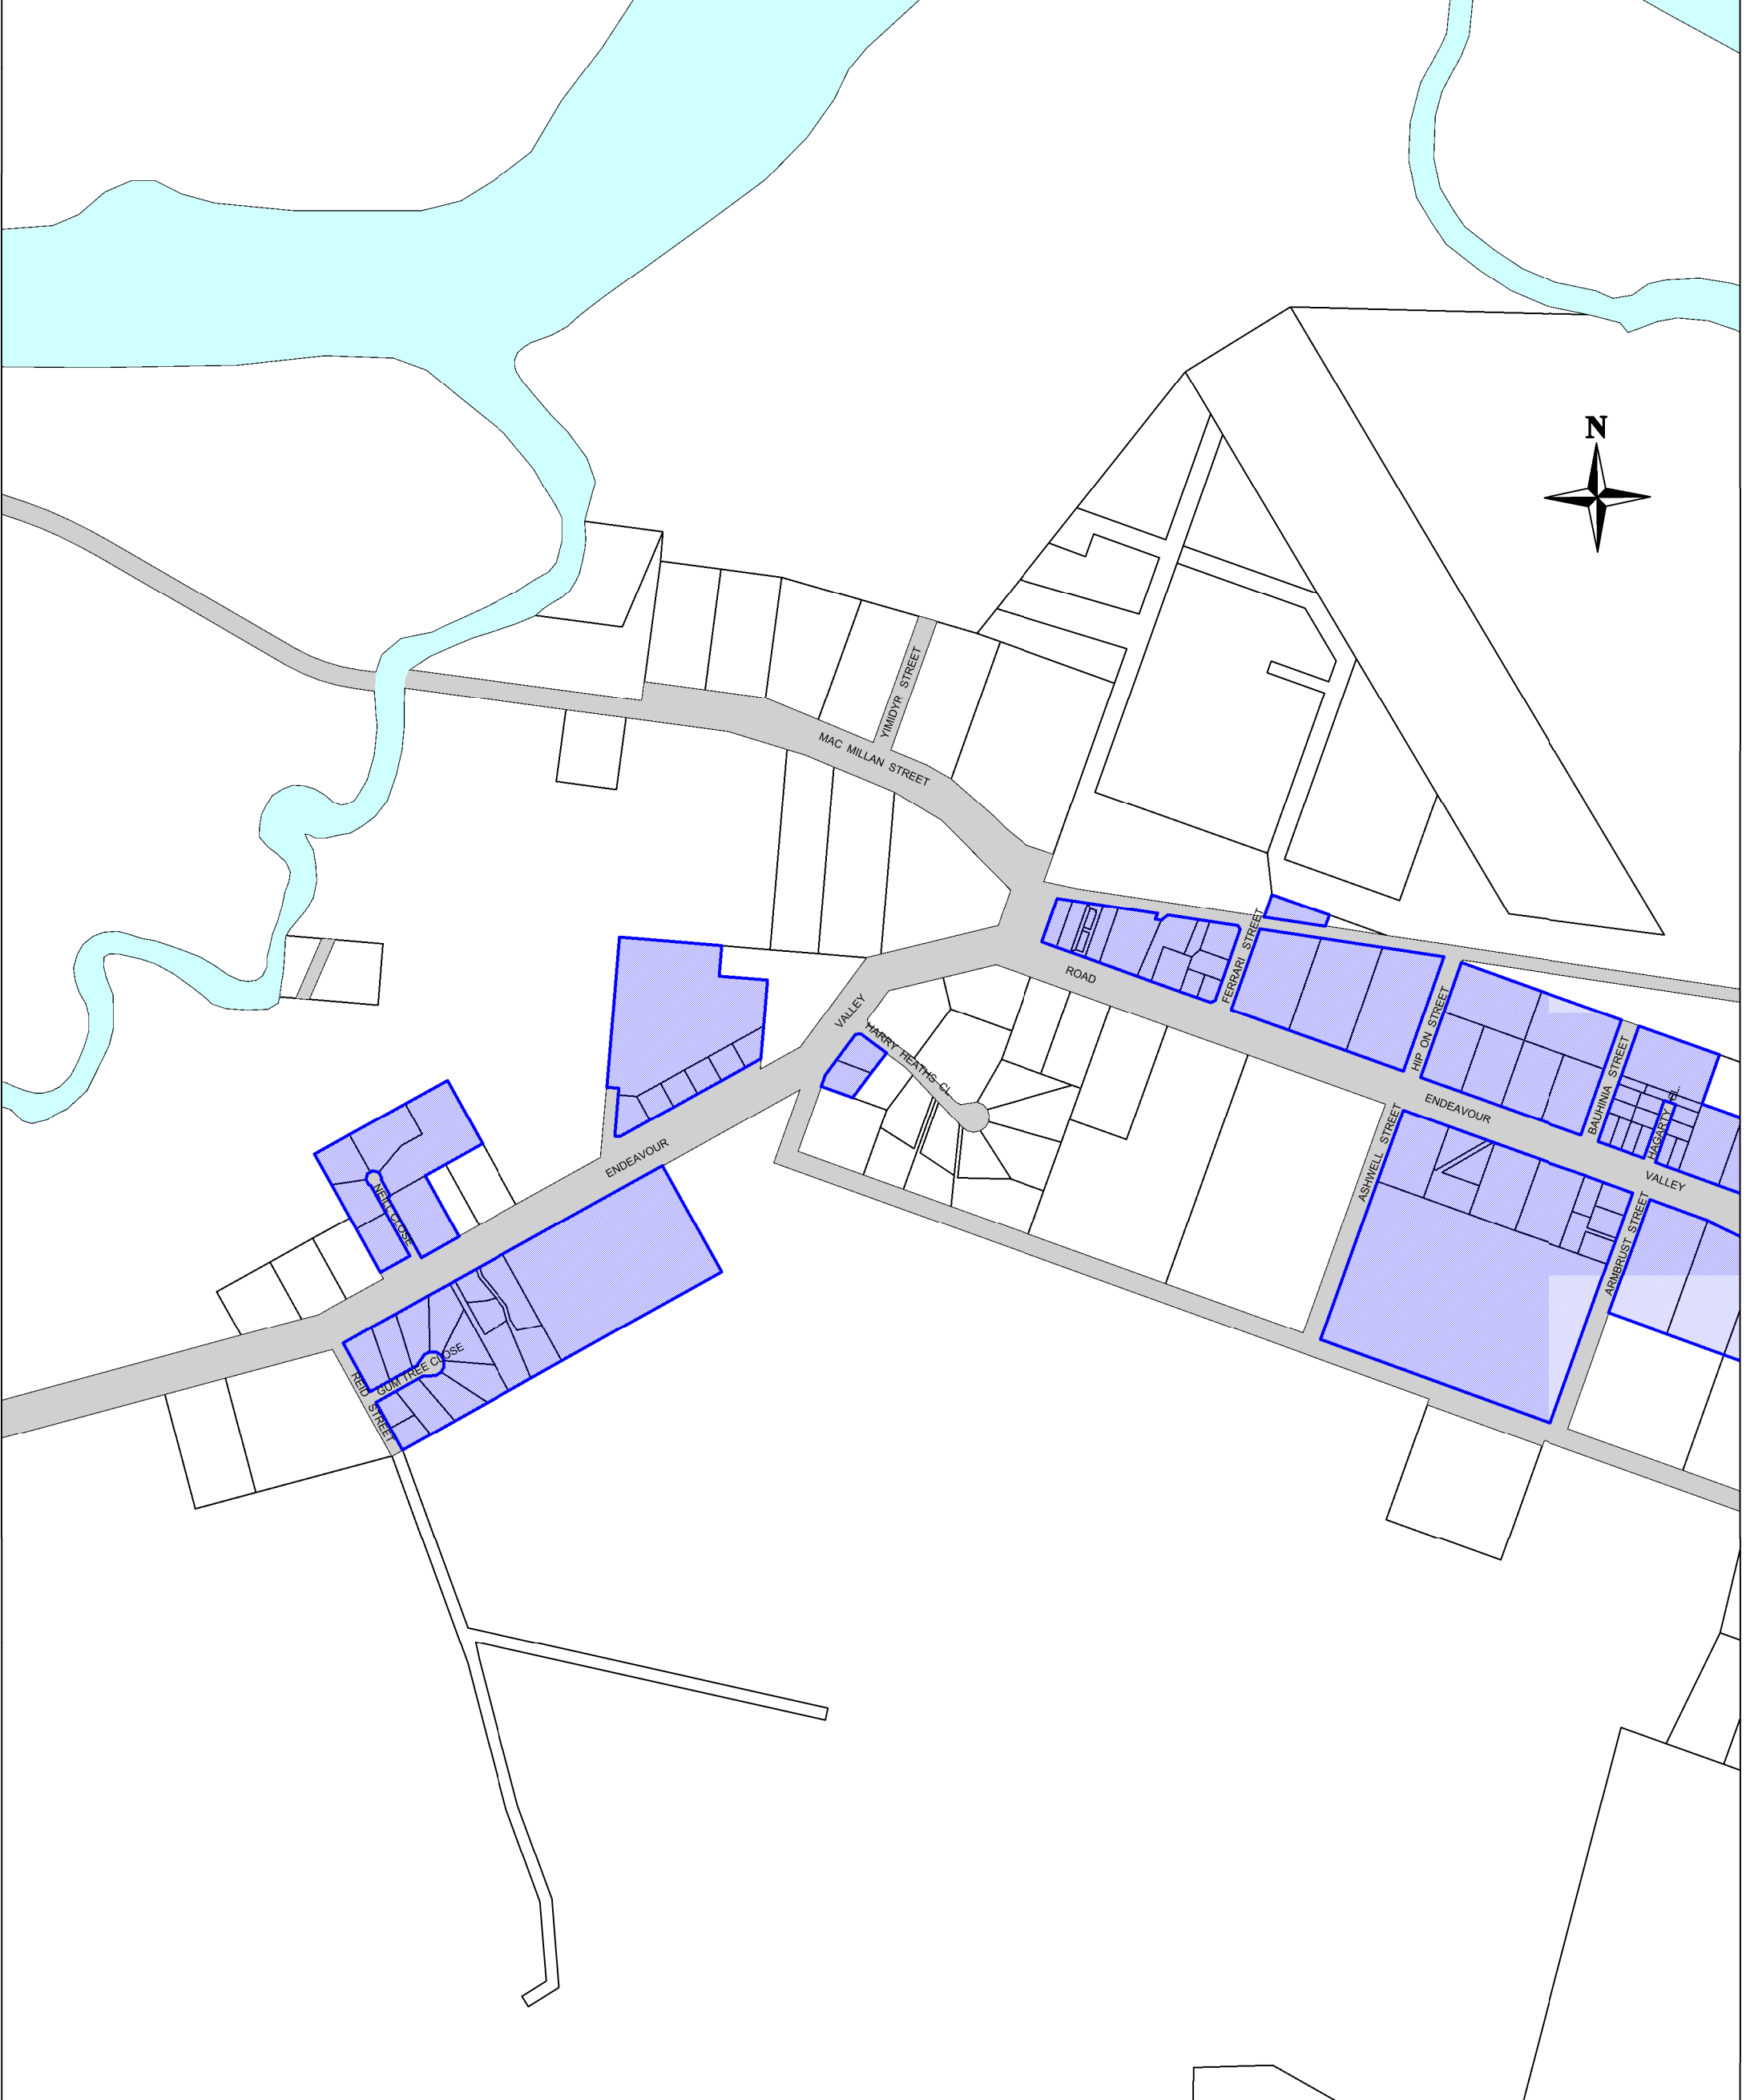 N
YIMIDYR STREET
MAC MILLAN STREET
FERRARI STREET
ROAD
HIP ON STREET
VALLEY
HARRY HEATHS CL
BAUHINIA STREET
HAGARTY CL.
ENDEAVOUR
ASHWELL STREET
ENDEAVOUR
VALLEY
NEILL CLOSE
ARMBRUST STREET
GUM TREE CLOSE
REID STREET